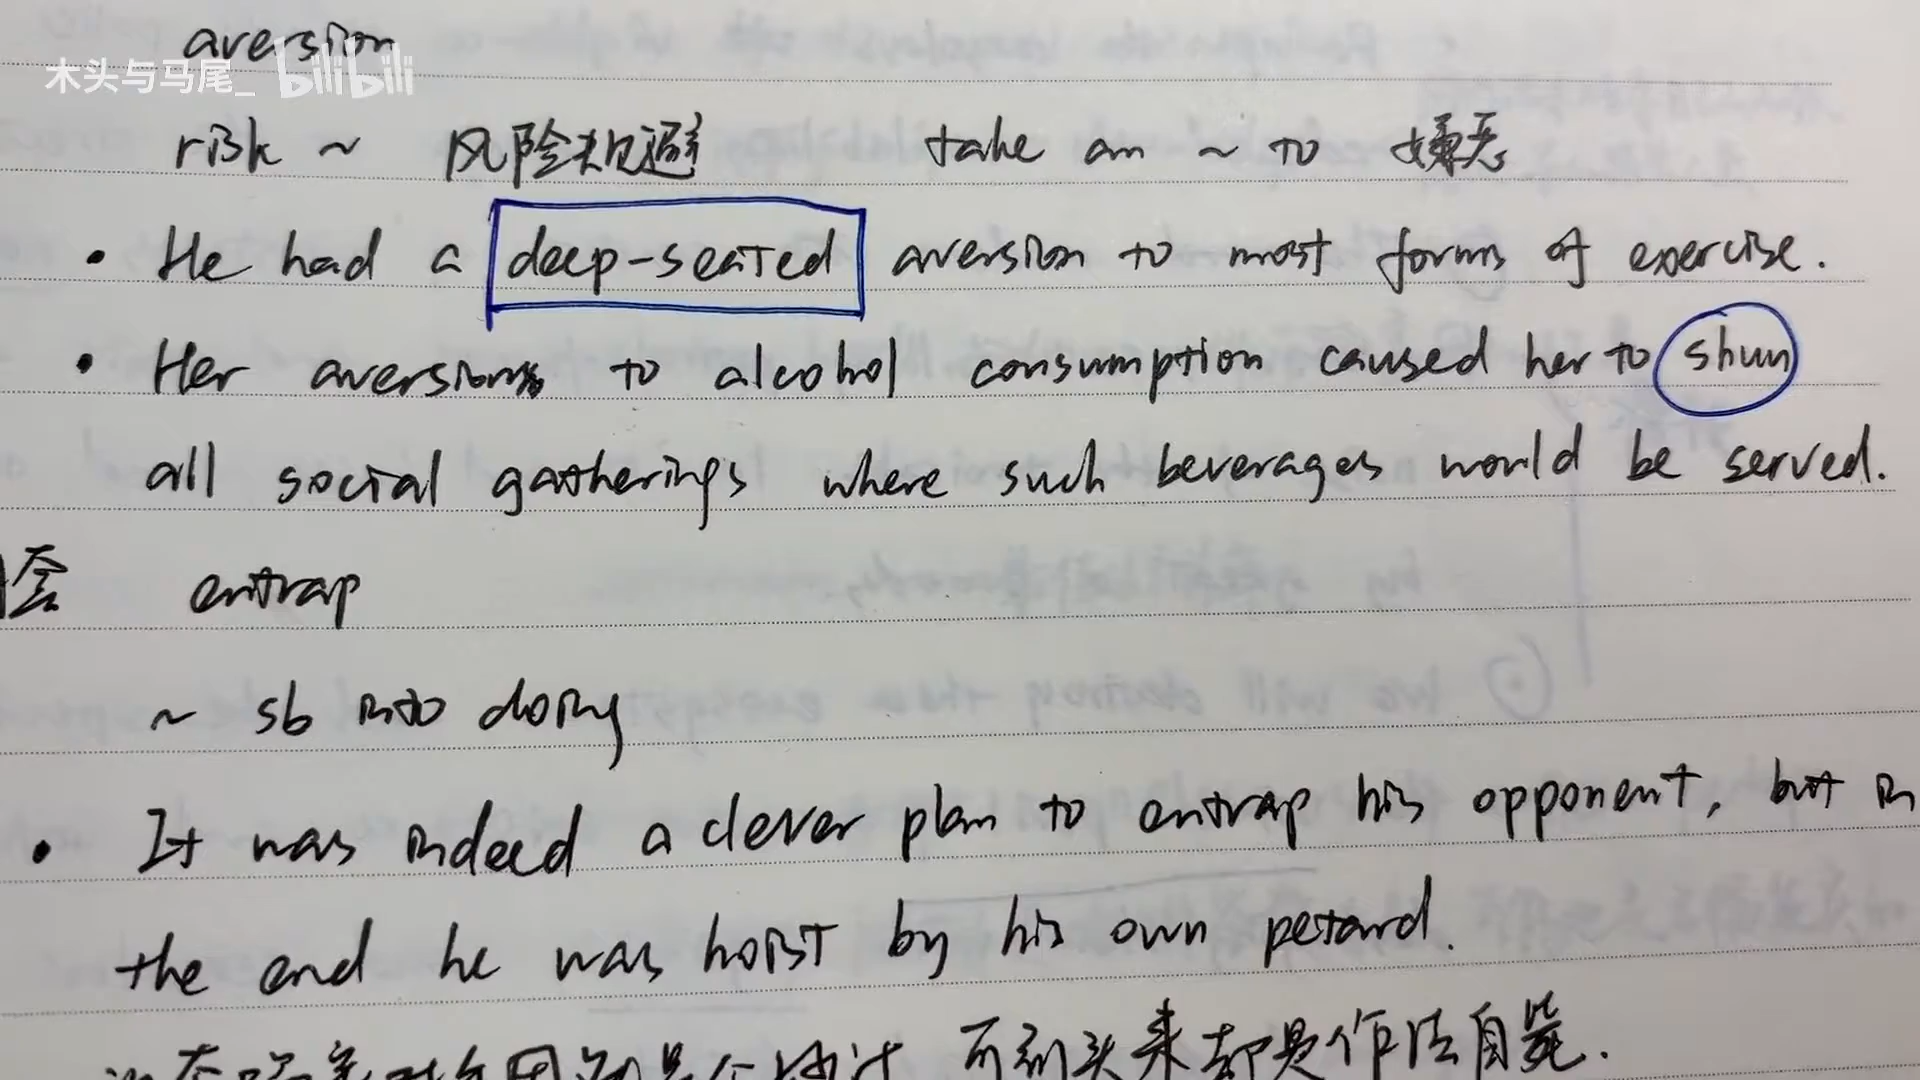 aversion
木头与马尾_ bilibili
risk ~ 风险规避 take an ~ to 嫌恶
• He had a deep-seated aversion to most forms of exercise.
• Her aversions to alcohol consumption caused her to shun
all social gatherings where such beverages would be served.
会 entrap
~ sb into doing
• It was indeed a clever plan to entrap his opponent, but in
the end he was hoist by his own petard.
可到头来却是作法自毙.